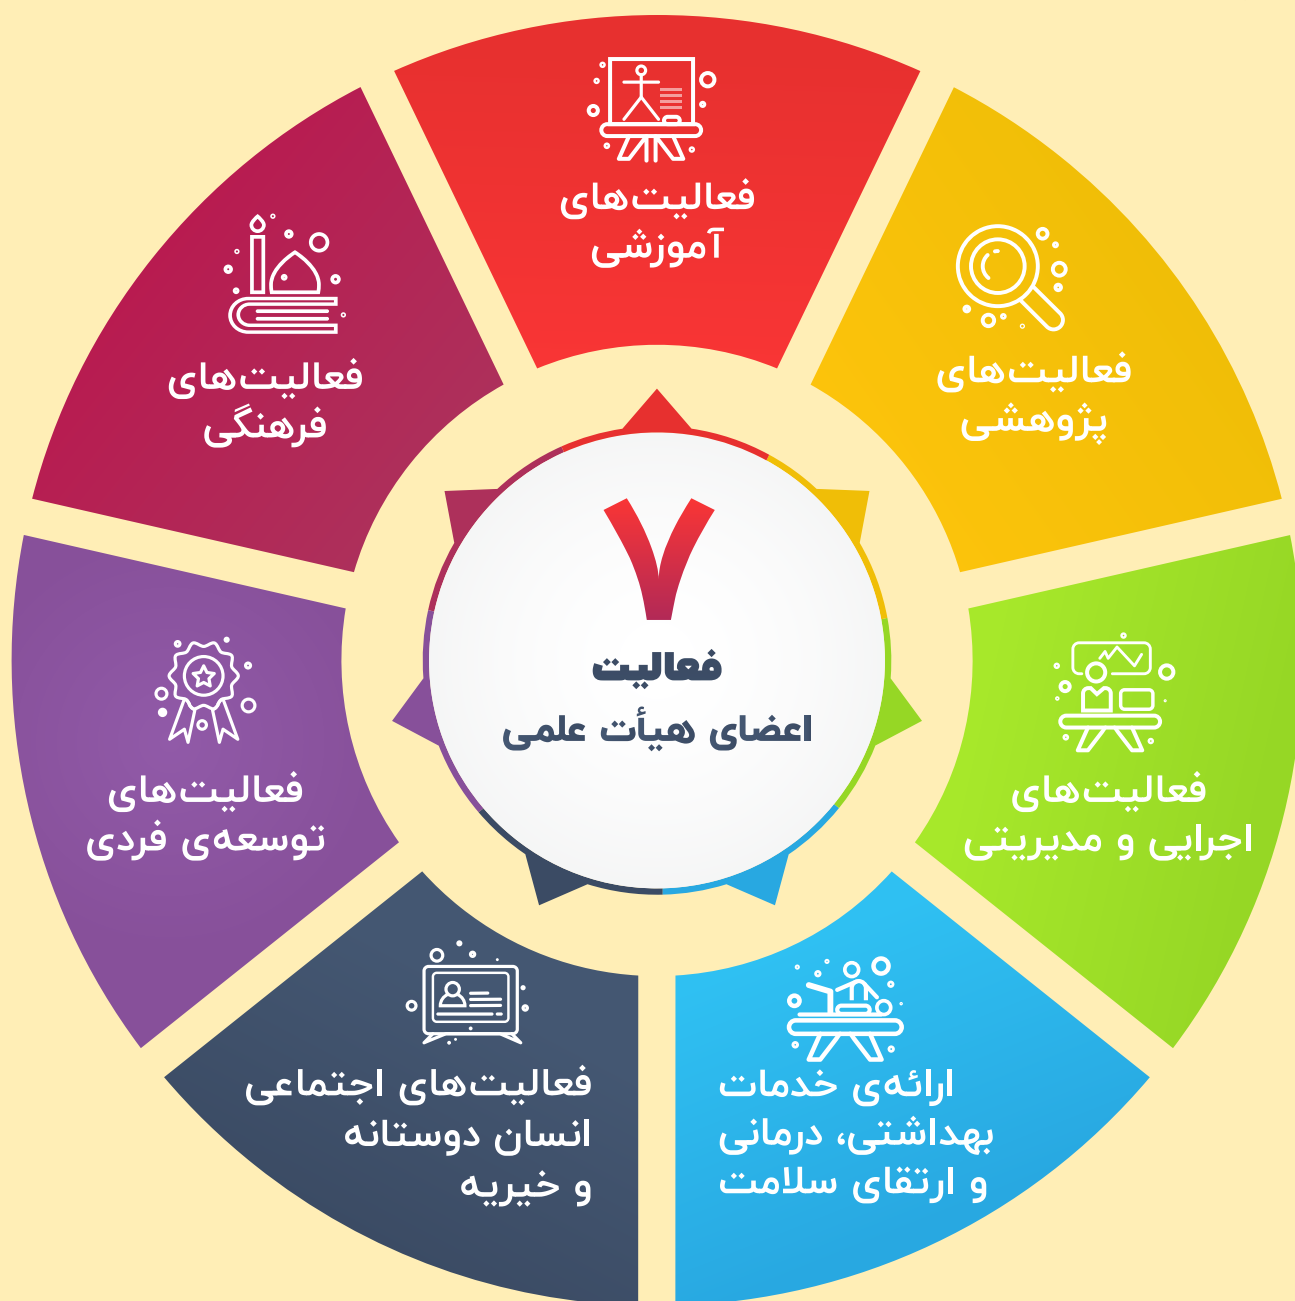 ۷
فعالیت
اعضای هیأت علمی
فعالیت‌های
آموزشی
فعالیت‌های
پژوهشی
فعالیت‌های
اجرایی و مدیریتی
ارائه‌ی خدمات
بهداشتی، درمانی
و ارتقای سلامت
فعالیت‌های اجتماعی
انسان دوستانه
و خیریه
فعالیت‌های
توسعه‌ی فردی
فعالیت‌های
فرهنگی